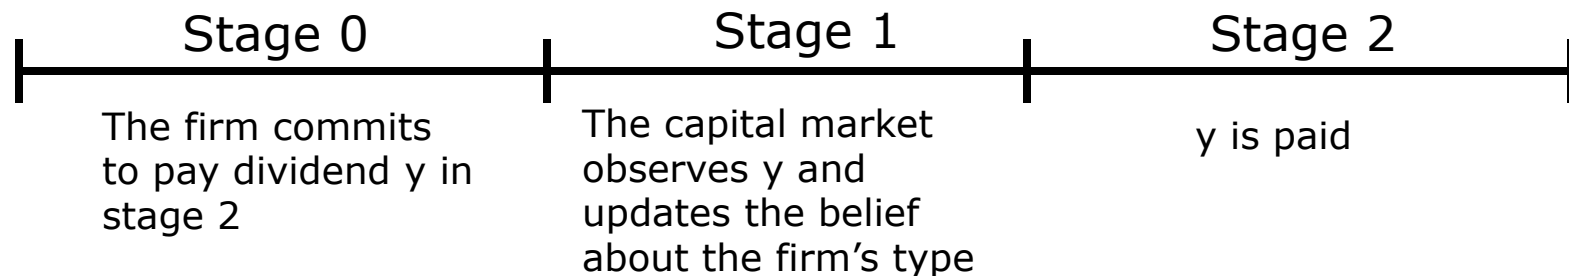 Stage 0
Stage 1
Stage 2
The firm commits
to pay dividend y in
stage 2
The capital market
observes y and
updates the belief
about the firm's type
y is paid